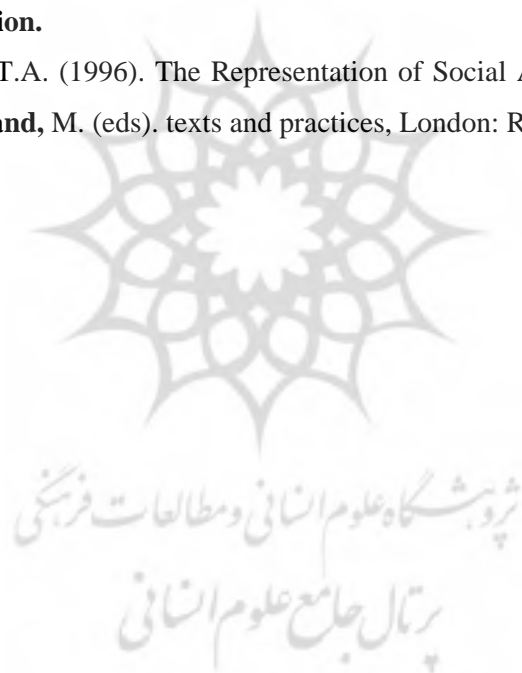 ion.
T.A. (1996). The Representation of Social A
and, M. (eds). texts and practices, London: R
پژوهشگاه علوم انسانی و مطالعات فرهنگی
پرتال جامع علوم انسانی